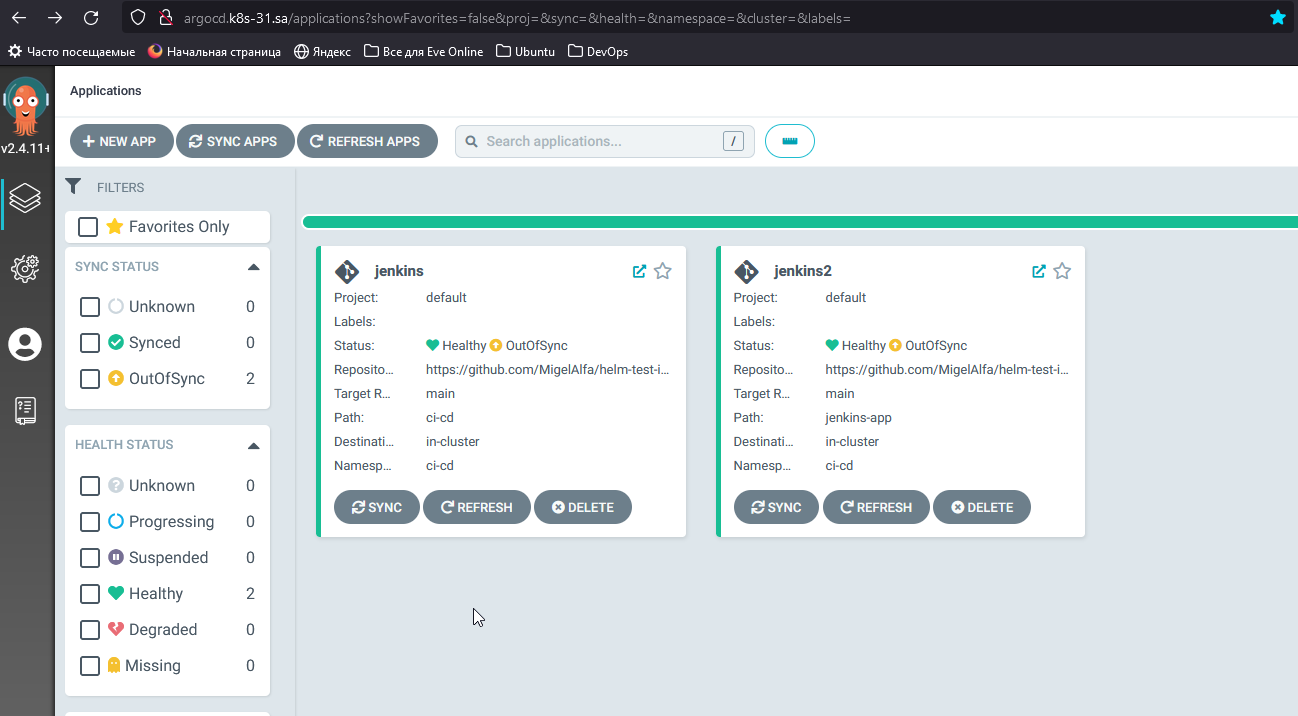 argocd.k8s-31.sa/applications?showFavorites=false&proj=&sync=&health=&namespace=&cluster=&labels=
Часто посещаемые Начальная страница Яндекс Все для Eve Online Ubuntu DevOps
Applications
v2.4.11+
NEW APP SYNC APPS REFRESH APPS Search applications... /
FILTERS
Favorites Only
SYNC STATUS
Unknown 0
Synced 0
OutOfSync 2
HEALTH STATUS
Unknown 0
Progressing 0
Suspended 0
Healthy 2
Degraded 0
Missing 0
jenkins
Project: default
Labels:
Status: Healthy OutOfSync
Reposito... https://github.com/MigelAlfa/helm-test-i...
Target R... main
Path: ci-cd
Destinati... in-cluster
Namesp... ci-cd
SYNC REFRESH DELETE
jenkins2
Project: default
Labels:
Status: Healthy OutOfSync
Reposito... https://github.com/MigelAlfa/helm-test-i...
Target R... main
Path: jenkins-app
Destinati... in-cluster
Namesp... ci-cd
SYNC REFRESH DELETE